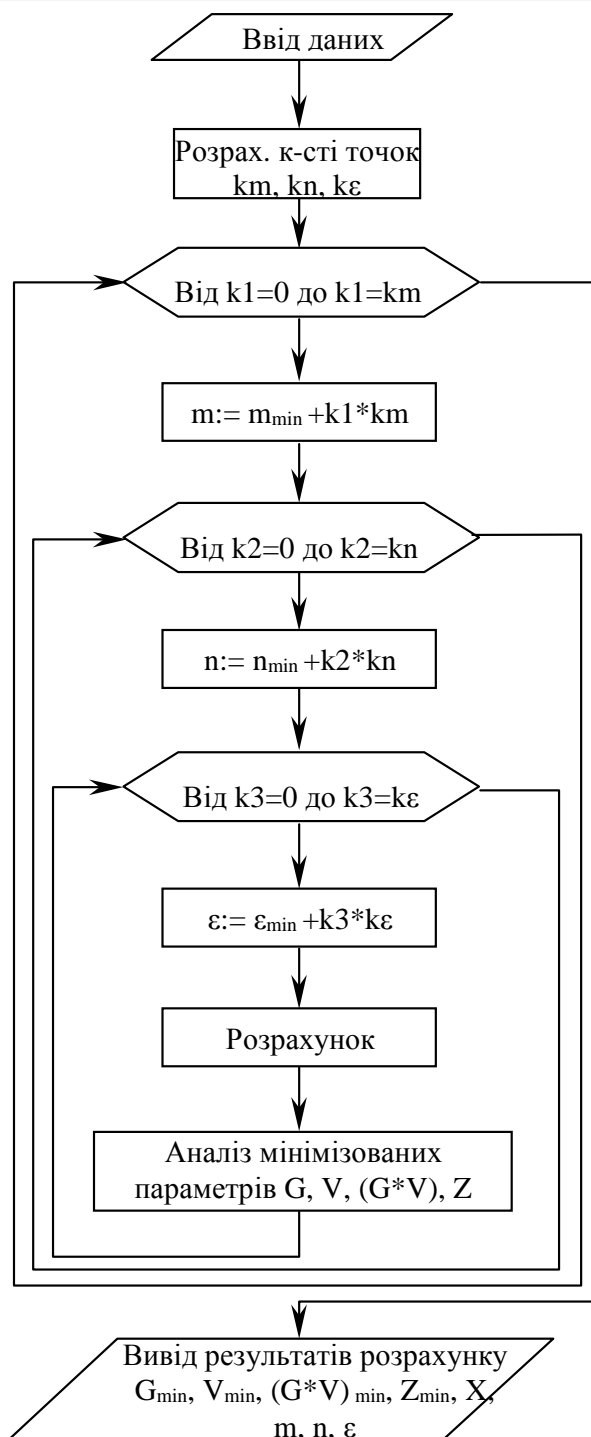 Ввід даних
Розрах. к-сті точок
km, kn, kε
Від k1=0 до k1=km
m:= mmin +k1*km
Від k2=0 до k2=kn
n:= nmin +k2*kn
Від k3=0 до k3=kε
ε:= εmin +k3*kε
Розрахунок
Аналіз мінімізованих
параметрів G, V, (G*V), Z
Вивід результатів розрахунку
Gmin, Vmin, (G*V) min, Zmin, X,
m, n, ε